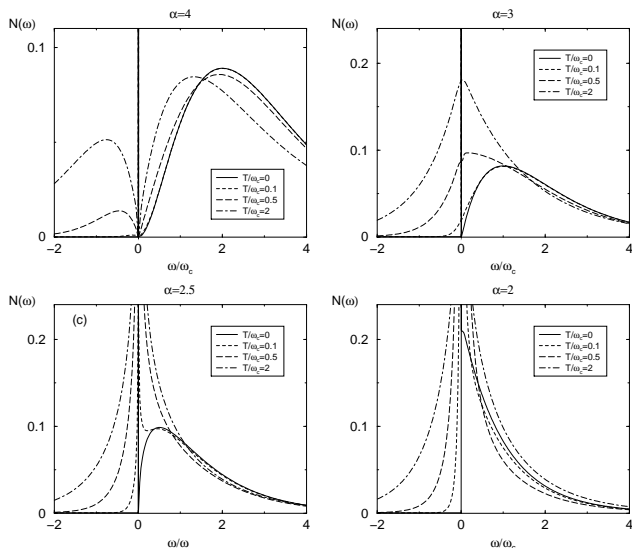 α=4
N(ω)
0.1
0
T/ω_c=0
T/ω_c=0.1
T/ω_c=0.5
T/ω_c=2
−2 0 2 4
ω/ω_c
α=3
N(ω)
0.2
0.1
0
T/ω_c=0
T/ω_c=0.1
T/ω_c=0.5
T/ω_c=2
−2 0 2 4
ω/ω_c
α=2.5
N(ω)
(c)
0.2
0.1
0
T/ω_c=0
T/ω_c=0.1
T/ω_c=0.5
T/ω_c=2
−2 0 2 4
ω/ω
α=2
N(ω)
0.2
0.1
0
T/ω_c=0
T/ω_c=0.1
T/ω_c=0.5
T/ω_c=2
−2 0 2 4
ω/ω_c